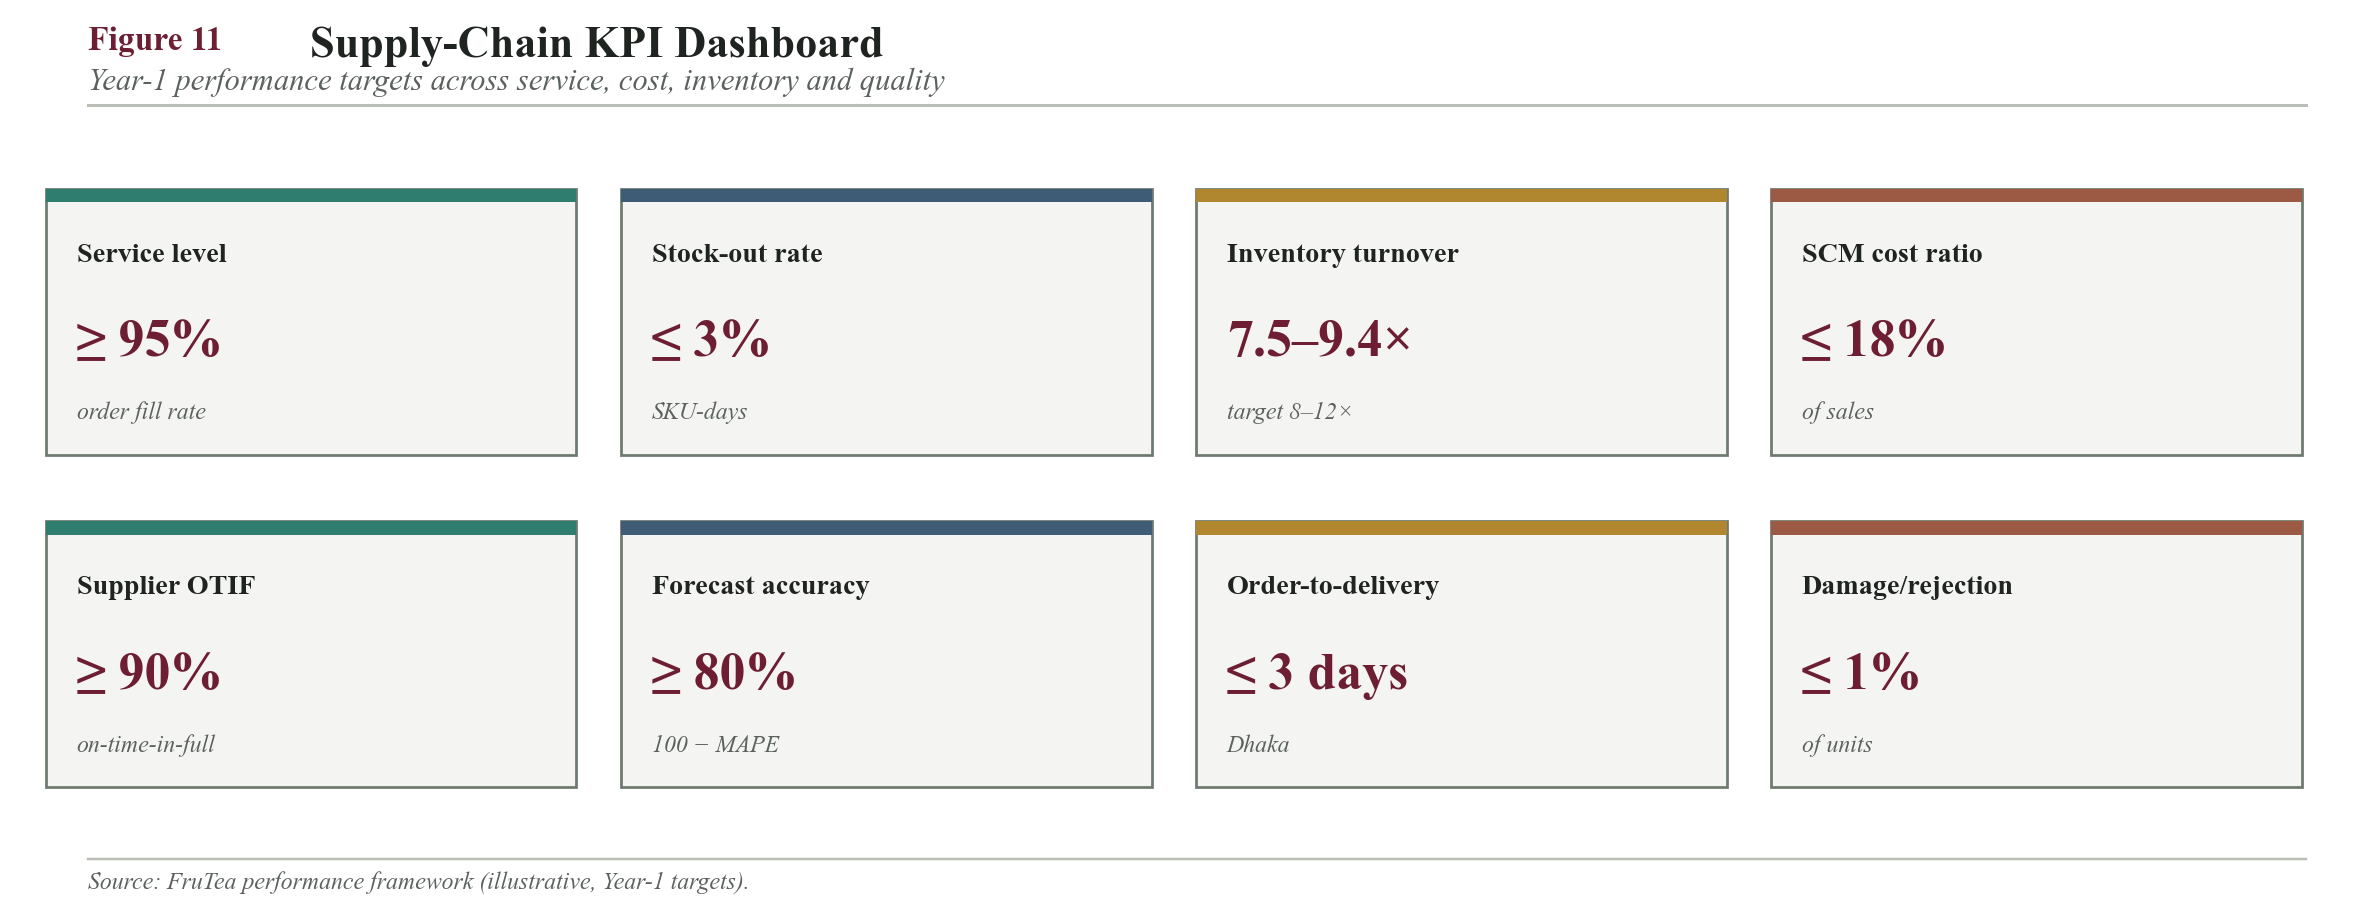 Figure 11 Supply-Chain KPI Dashboard
Year-1 performance targets across service, cost, inventory and quality
Service level
≥ 95%
order fill rate
Stock-out rate
≤ 3%
SKU-days
Inventory turnover
7.5–9.4×
target 8–12×
SCM cost ratio
≤ 18%
of sales
Supplier OTIF
≥ 90%
on-time-in-full
Forecast accuracy
≥ 80%
100 − MAPE
Order-to-delivery
≤ 3 days
Dhaka
Damage/rejection
≤ 1%
of units
Source: FruTea performance framework (illustrative, Year-1 targets).